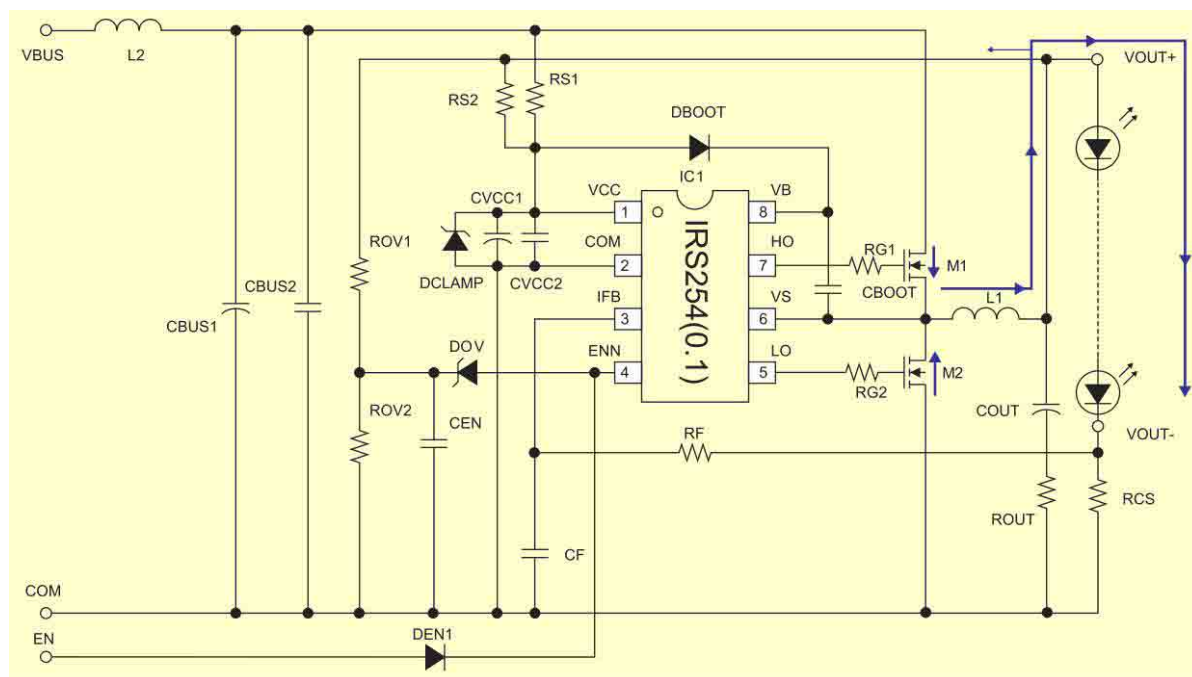 VBUS
L2
RS2
RS1
VOUT+
DBOOT
IC1
CVCC1
VCC
VB
1
8
ROV1
COM
HO
RG1
2
7
M1
DCLAMP
CVCC2
CBOOT
CBUS2
IFB
VS
L1
CBUS1
3
6
DOV
ENN
LO
4
5
M2
IRS254(0.1)
RG2
ROV2
CEN
COUT
RF
VOUT-
RCS
ROUT
CF
COM
EN
DEN1